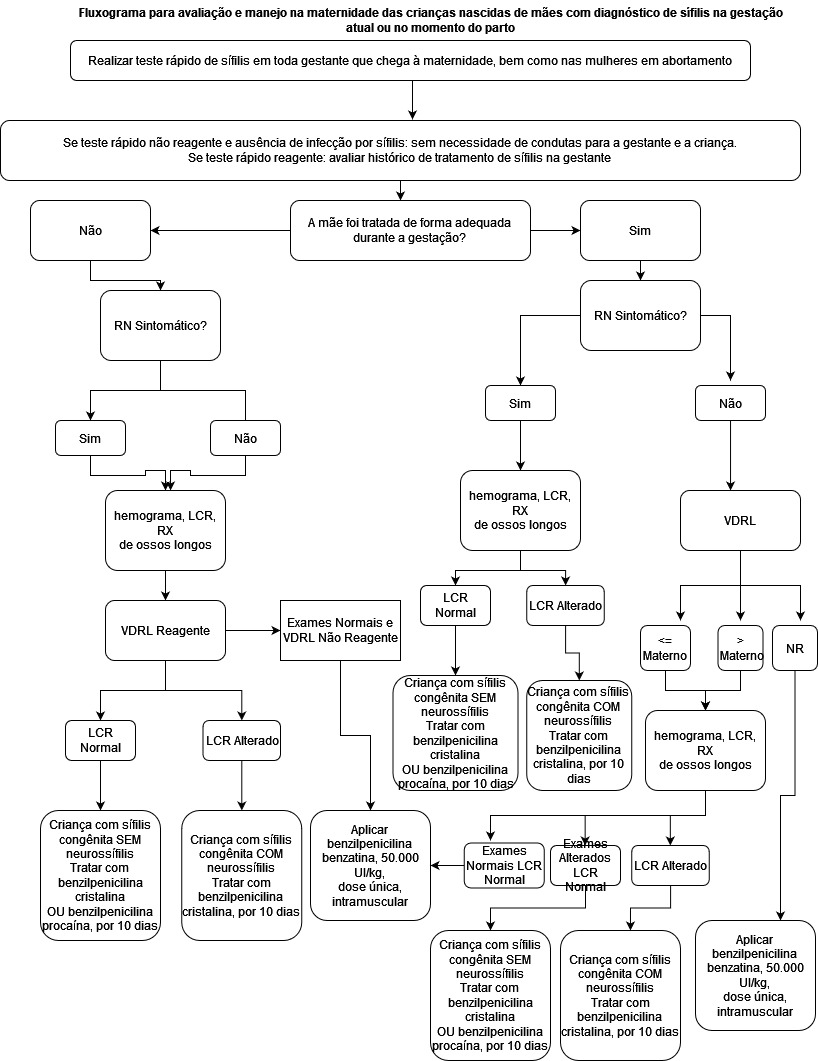 Fluxograma para avaliação e manejo na maternidade das crianças nascidas de mães com diagnóstico de sífilis na gestação
atual ou no momento do parto
Realizar teste rápido de sífilis em toda gestante que chega à maternidade, bem como nas mulheres em abortamento
Se teste rápido não reagente e ausência de infecção por sífilis: sem necessidade de condutas para a gestante e a criança.
Se teste rápido reagente: avaliar histórico de tratamento de sífilis na gestante
Não
A mãe foi tratada de forma adequada
durante a gestação?
Sim
RN Sintomático?
RN Sintomático?
Sim
Não
Sim
Não
hemograma, LCR,
RX
de ossos longos
hemograma, LCR,
RX
de ossos longos
VDRL
VDRL Reagente
Exames Normais e
VDRL Não Reagente
LCR
Normal
LCR Alterado
<=
Materno
>
Materno
NR
Criança com sífilis
congênita SEM
neurossífilis
Tratar com
benzilpenicilina
cristalina
OU benzilpenicilina
procaína, por 10 dias
Criança com sífilis
congênita COM
neurossífilis
Tratar com
benzilpenicilina
cristalina, por 10
dias
hemograma, LCR,
RX
de ossos longos
LCR
Normal
LCR Alterado
Criança com sífilis
congênita SEM
neurossífilis
Tratar com
benzilpenicilina
cristalina
OU benzilpenicilina
procaína, por 10 dias
Criança com sífilis
congênita COM
neurossífilis
Tratar com
benzilpenicilina
cristalina, por 10 dias
Aplicar
benzilpenicilina
benzatina, 50.000
UI/kg,
dose única,
intramuscular
Exames
Normais LCR
Normal
Exames
Alterados
LCR
Normal
LCR Alterado
Criança com sífilis
congênita SEM
neurossífilis
Tratar com
benzilpenicilina
cristalina
OU benzilpenicilina
procaína, por 10 dias
Criança com sífilis
congênita COM
neurossífilis
Tratar com
benzilpenicilina
cristalina, por 10 dias
Aplicar
benzilpenicilina
benzatina, 50.000
UI/kg,
dose única,
intramuscular